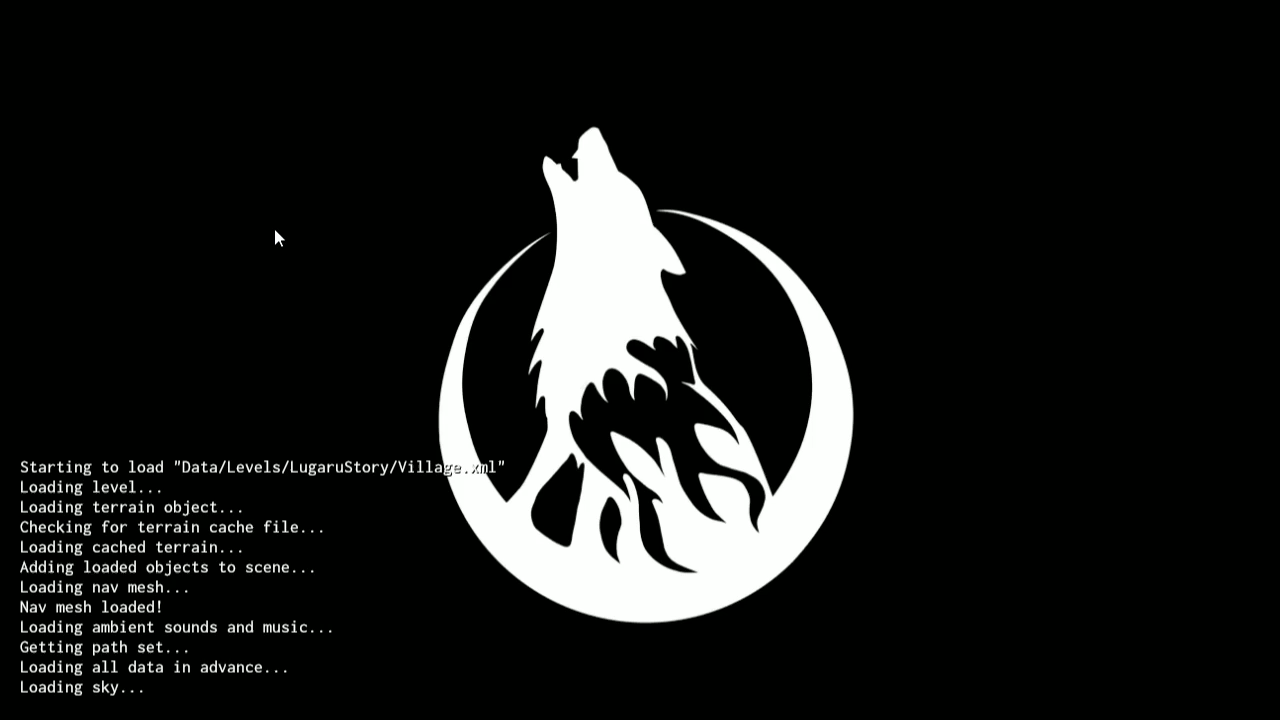 Starting to load "Data/Levels/LugaruStory/Village.xml"
Loading level...
Loading terrain object...
Checking for terrain cache file...
Loading cached terrain...
Adding loaded objects to scene...
Loading nav mesh...
Nav mesh loaded!
Loading ambient sounds and music...
Getting path set...
Loading all data in advance...
Loading sky...